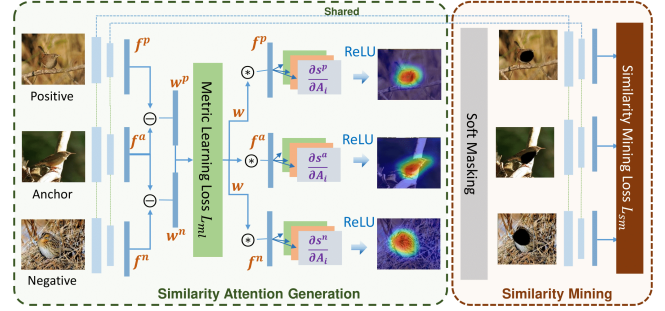 Shared
f^p
w^p
f^p
ReLU
∂s^p
∂A_i
Positive
w
f^a
Metric Learning
Loss L_ml
f^a
ReLU
∂s^a
∂A_i
Anchor
w
w^n
f^n
f^n
ReLU
∂s^n
∂A_i
Negative
Similarity Attention Generation
Soft Masking
Similarity Mining
Loss L_sm
Similarity Mining